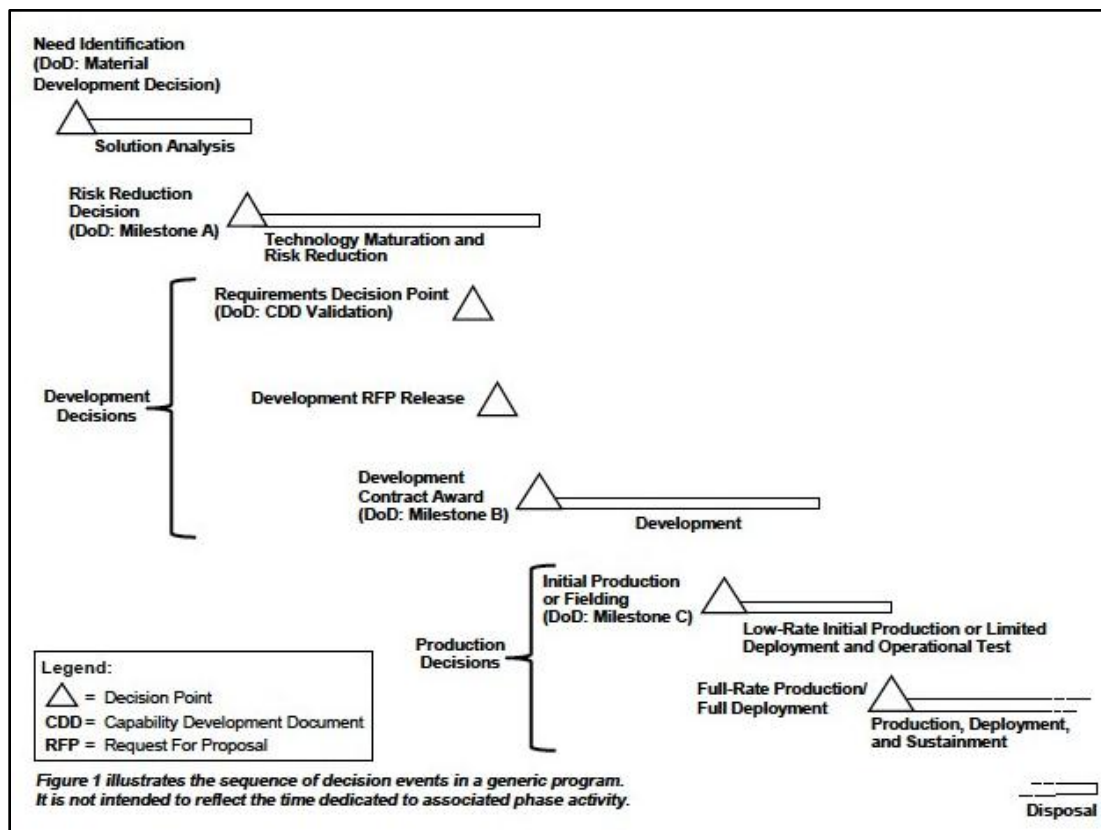 Need Identification
(DoD: Material
Development Decision)
Solution Analysis
Risk Reduction
Decision
(DoD: Milestone A)
Technology Maturation and
Risk Reduction
Requirements Decision Point
(DoD: CDD Validation)
Development
Decisions
Development RFP Release
Development
Contract Award
(DoD: Milestone B)
Development
Initial Production
or Fielding
(DoD: Milestone C)
Low-Rate Initial Production or Limited
Deployment and Operational Test
Production
Decisions
Full-Rate Production/
Full Deployment
Production, Deployment,
and Sustainment
Legend:
= Decision Point
CDD = Capability Development Document
RFP = Request For Proposal
Figure 1 illustrates the sequence of decision events in a generic program.
It is not intended to reflect the time dedicated to associated phase activity.
Disposal